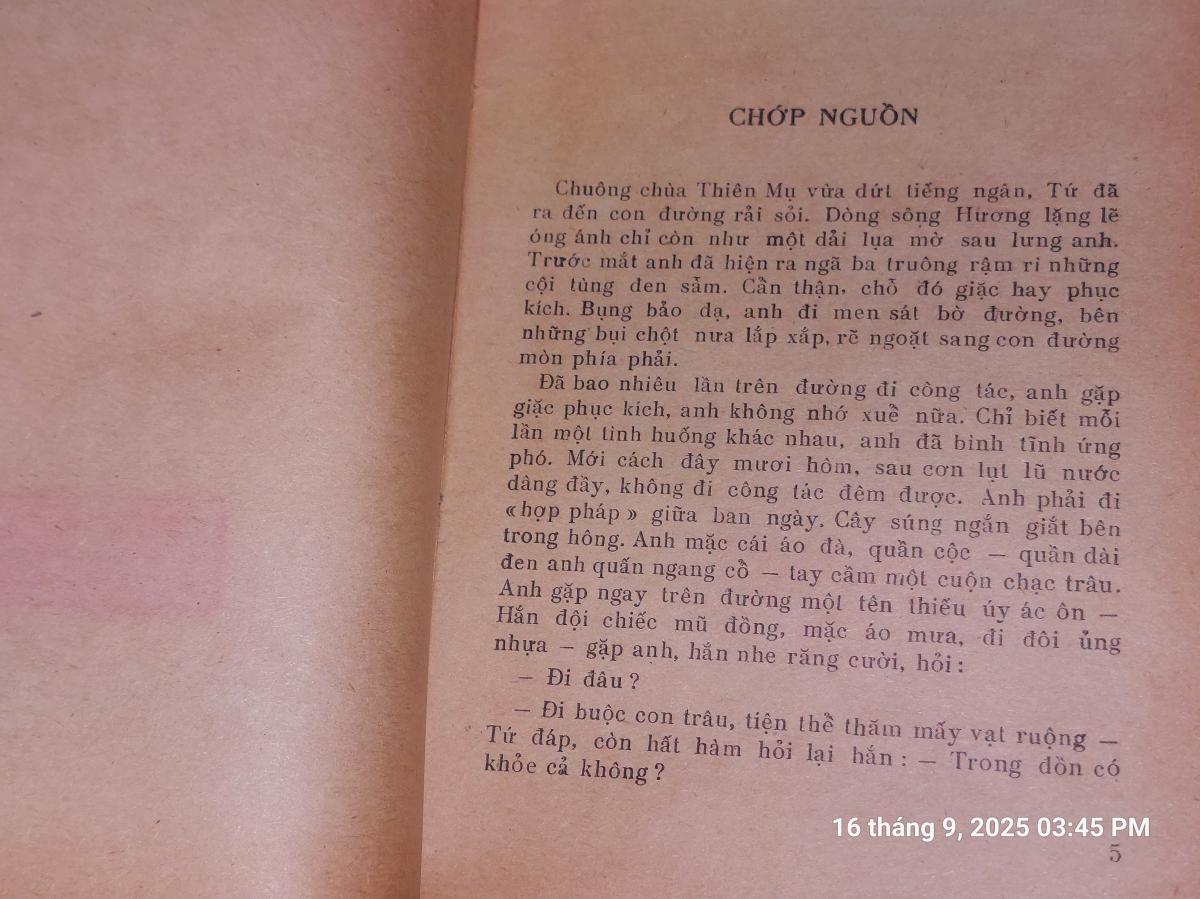 CHỚP NGUỒN
Chuông chùa Thiên Mụ vừa dứt tiếng ngân, Tứ đã
ra đến con đường rải sỏi. Dòng sông Hương lặng lẽ
óng ánh chỉ còn như một dải lụa mờ sau lưng anh.
Trước mắt anh đã hiện ra ngã ba truông rậm rì những
cội tùng đen sẫm. Cẩn thận, chỗ đó giặc hay phục
kích. Bụng bảo dạ, anh đi men sát bờ đường, bên
những bụi chột nưa lắp xắp, rẽ ngoặt sang con đường
mòn phía phải.
Đã bao nhiêu lần trên đường đi công tác, anh gặp
giặc phục kích, anh không nhớ xuể nữa. Chỉ biết mỗi
lần một tình huống khác nhau, anh đã bình tĩnh ứng
phó. Mới cách đây mươi hôm, sau cơn lụt lũ nước
dâng đầy, không đi công tác đêm được. Anh phải đi
«hợp pháp» giữa ban ngày. Cây súng ngắn giắt bên
trong hông. Anh mặc cái áo đà, quần cộc — quần dài
đen anh quấn ngang cổ — tay cầm một cuộn chạc trâu.
Anh gặp ngay trên đường một tên thiếu úy ác ôn —
Hắn đội chiếc mũ đồng, mặc áo mưa, đi đôi ủng
nhựa — gặp anh, hắn nhe răng cười, hỏi :
— Đi đâu ?
— Đi buộc con trâu, tiện thể thăm mấy vạt ruộng —
Tứ đáp, còn hất hàm hỏi lại hắn : — Trong đồn có
khỏe cả không ?
16 tháng 9, 2025 03:45 PM
5